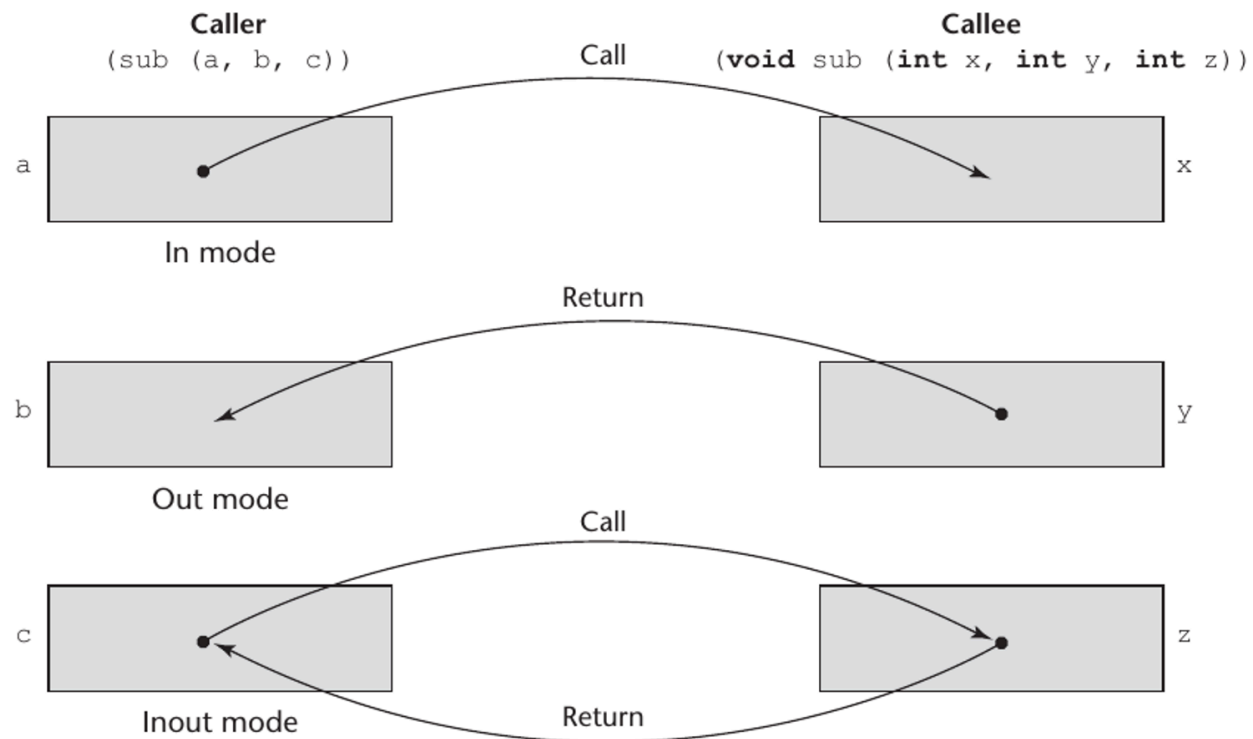 Caller
Callee
(sub (a, b, c))
Call
(void sub (int x, int y, int z))
a
x
In mode
Return
b
y
Out mode
Call
c
z
Inout mode
Return